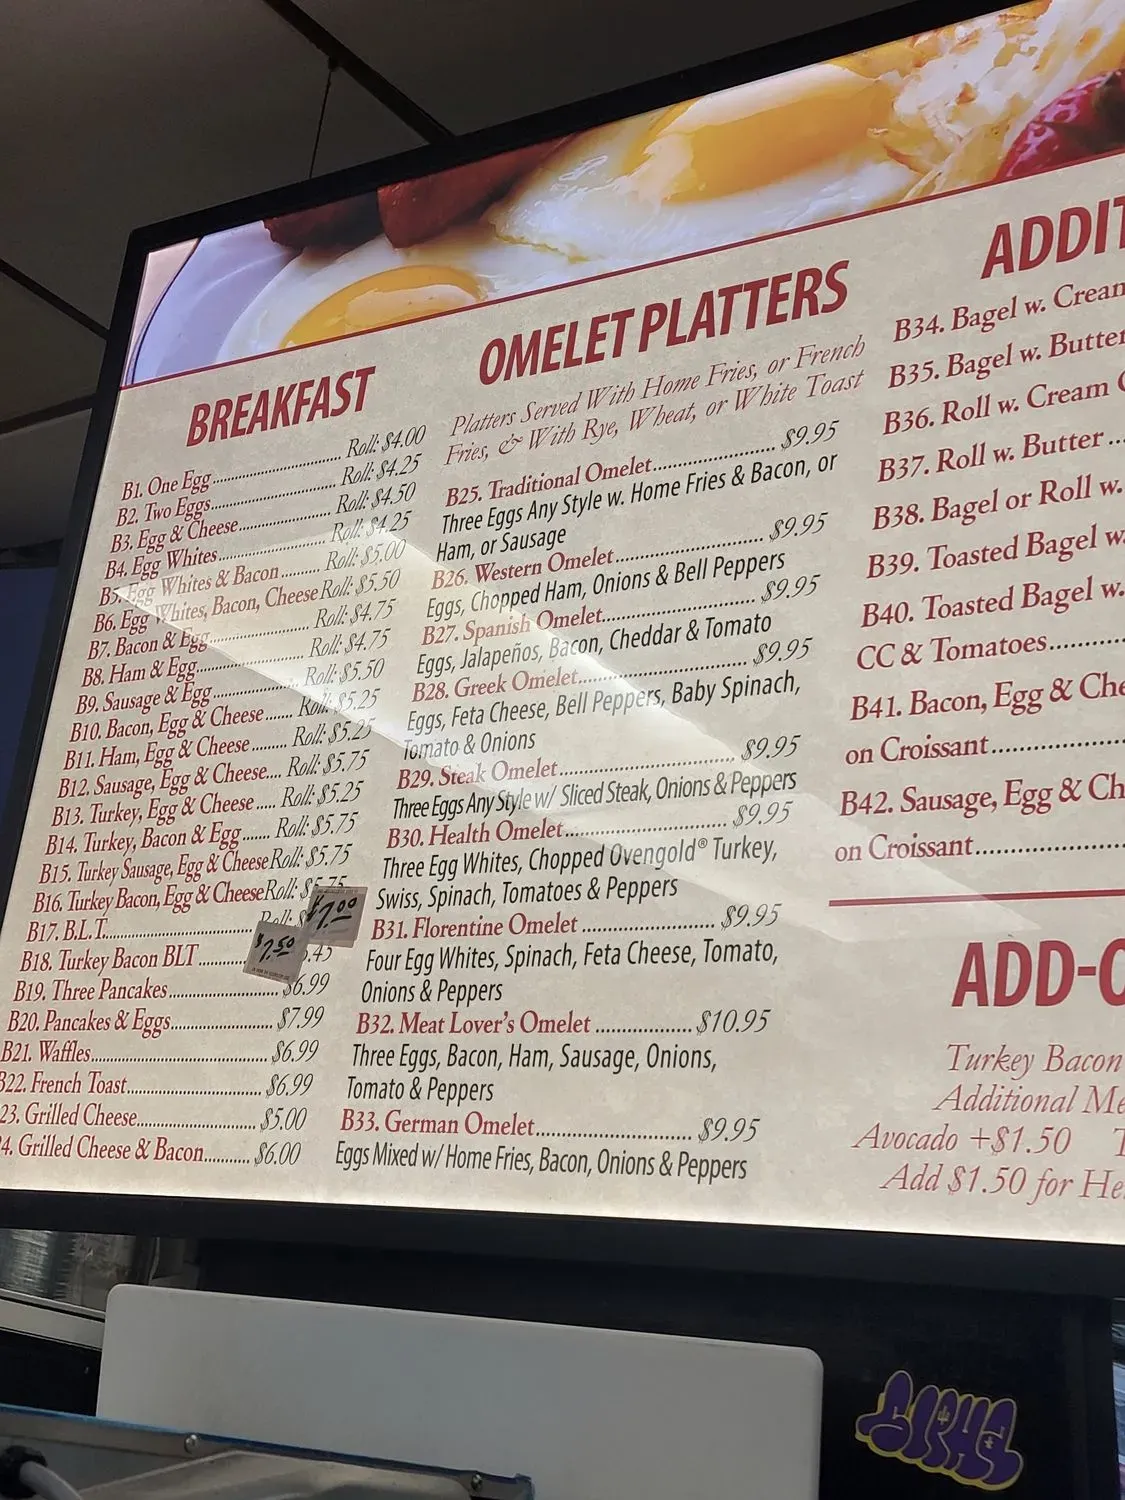 BREAKFAST
B1. One Egg Roll: $4.00
B2. Two Eggs Roll: $4.25
B3. Egg & Cheese Roll: $4.50
B4. Egg Whites Roll: $4.25
B5. Egg Whites & Bacon Roll: $5.00
B6. Egg Whites, Bacon, Cheese Roll: $5.50
B7. Bacon & Egg Roll: $4.75
B8. Ham & Egg Roll: $4.75
B9. Sausage & Egg Roll: $5.50
B10. Bacon, Egg & Cheese Roll: $5.25
B11. Ham, Egg & Cheese Roll: $5.25
B12. Sausage, Egg & Cheese Roll: $5.75
B13. Turkey, Egg & Cheese Roll: $5.25
B14. Turkey, Bacon & Egg Roll: $5.75
B15. Turkey Sausage, Egg & Cheese Roll: $5.75
B16. Turkey Bacon, Egg & Cheese Roll: $5.75
B17. B.L.T. Roll: $7.00
B18. Turkey Bacon BLT $7.50
B19. Three Pancakes $6.99
B20. Pancakes & Eggs $7.99
B21. Waffles $6.99
B22. French Toast $6.99
23. Grilled Cheese $5.00
4. Grilled Cheese & Bacon $6.00
OMELET PLATTERS
Platters Served With Home Fries, or French
Fries, & With Rye, Wheat, or White Toast
B25. Traditional Omelet $9.95
Three Eggs Any Style w. Home Fries & Bacon, or
Ham, or Sausage
B26. Western Omelet $9.95
Eggs, Chopped Ham, Onions & Bell Peppers
B27. Spanish Omelet $9.95
Eggs, Jalapeños, Bacon, Cheddar & Tomato
B28. Greek Omelet $9.95
Eggs, Feta Cheese, Bell Peppers, Baby Spinach,
Tomato & Onions
B29. Steak Omelet $9.95
Three Eggs Any Style w/ Sliced Steak, Onions & Peppers
B30. Health Omelet $9.95
Three Egg Whites, Chopped Ovengold® Turkey,
Swiss, Spinach, Tomatoes & Peppers
B31. Florentine Omelet $9.95
Four Egg Whites, Spinach, Feta Cheese, Tomato,
Onions & Peppers
B32. Meat Lover's Omelet $10.95
Three Eggs, Bacon, Ham, Sausage, Onions,
Tomato & Peppers
B33. German Omelet $9.95
Eggs Mixed w/ Home Fries, Bacon, Onions & Peppers
ADDIT
B34. Bagel w. Cream
B35. Bagel w. Butter
B36. Roll w. Cream
B37. Roll w. Butter
B38. Bagel or Roll w.
B39. Toasted Bagel w.
B40. Toasted Bagel w.
CC & Tomatoes
B41. Bacon, Egg & Che
on Croissant
B42. Sausage, Egg & Ch
on Croissant
ADD-O
Turkey Bacon
Additional Me
Avocado +$1.50 T
Add $1.50 for He